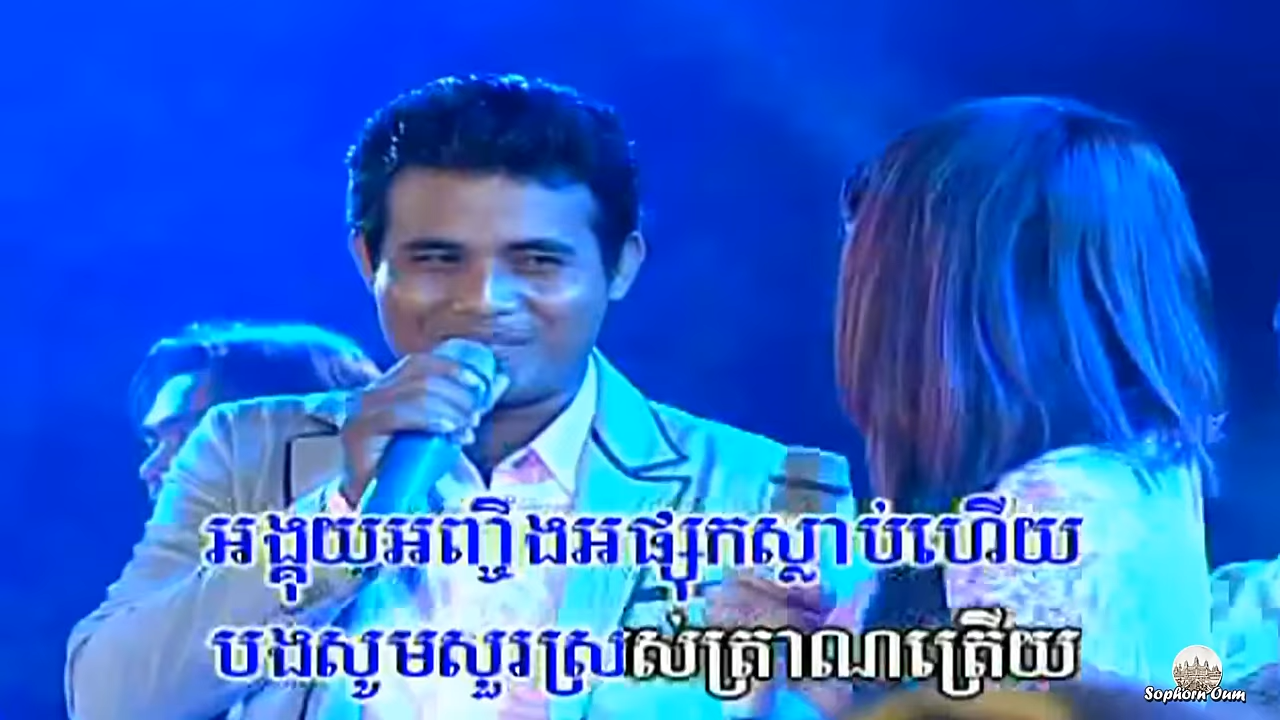 អង្គុយអញ្ចឹងអផ្សុកស្លាប់ហើយ
បងសូមសួរស្រស់ត្រាណត្រើយ
Sophorn Oum